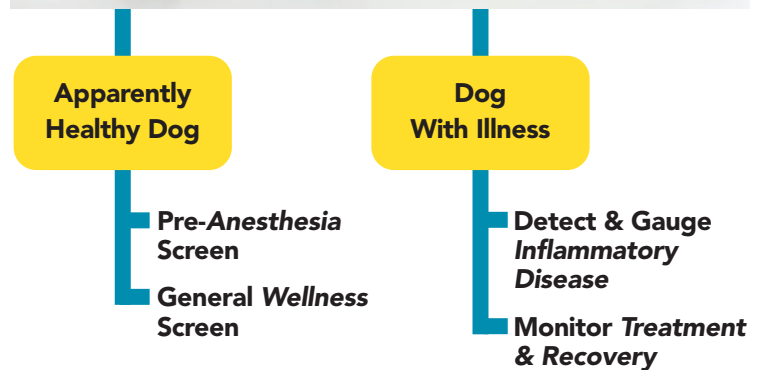 Apparently
Healthy Dog
Pre-Anesthesia
Screen
General Wellness
Screen
Dog
With Illness
Detect & Gauge
Inflammatory
Disease
Monitor Treatment
& Recovery